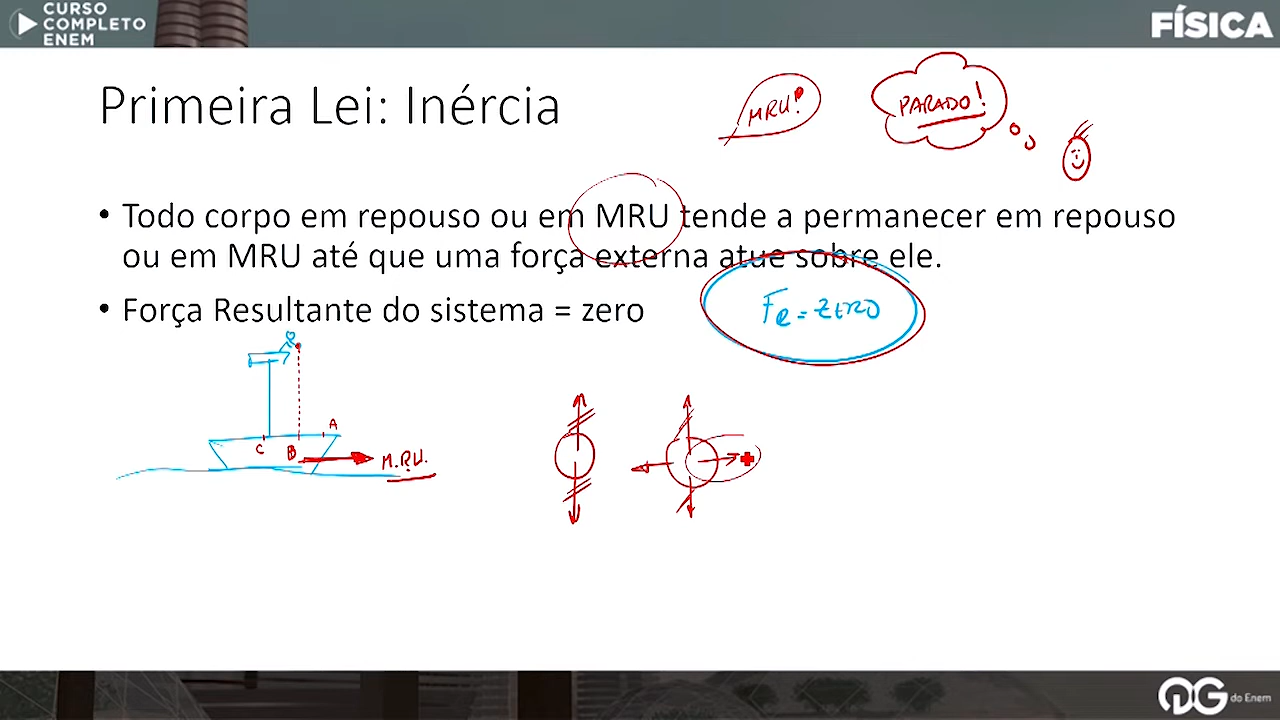 CURSO
COMPLETO
ENEM
FÍSICA
Primeira Lei: Inércia
MRU!
PARADO!
• Todo corpo em repouso ou em MRU tende a permanecer em repouso
ou em MRU até que uma força externa atue sobre ele.
• Força Resultante do sistema = zero
FR = ZERO
A
C
B
M.R.U.
QG do Enem